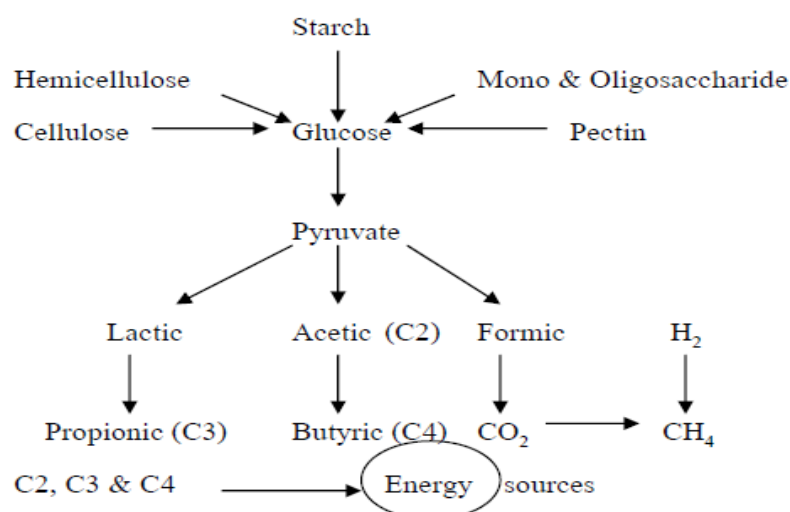 Starch
Hemicellulose Mono & Oligosaccharide
Cellulose Glucose Pectin
Pyruvate
Lactic Acetic (C2) Formic H₂
Propionic (C3) Butyric (C4) CO₂ CH₄
C2, C3 & C4 Energy sources